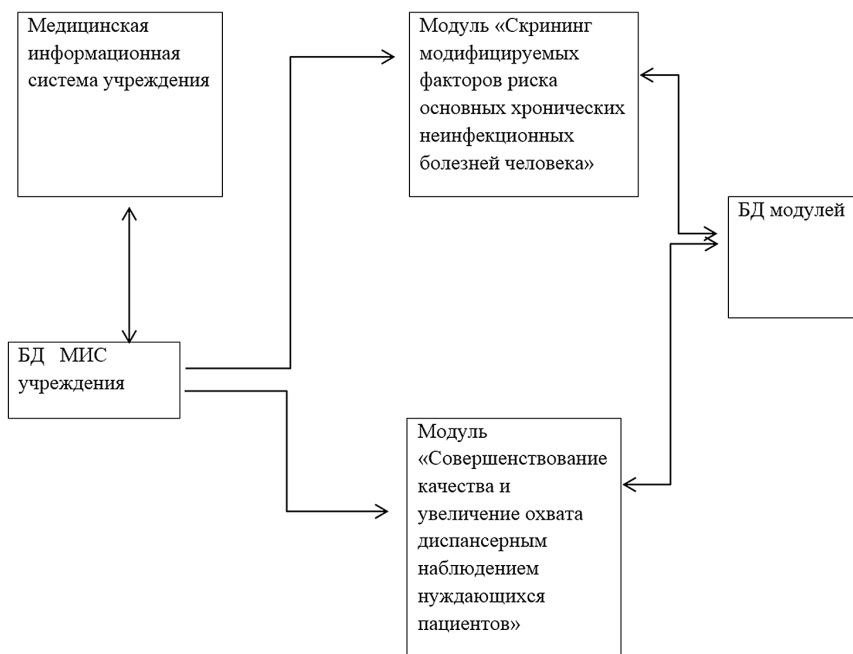 Медицинская
информационная
система учреждения
Модуль «Скрининг
модифицируемых
факторов риска
основных хронических
неинфекционных
болезней человека»
БД модулей
БД МИС
учреждения
Модуль
«Совершенствование
качества и
увеличение охвата
диспансерным
наблюдением
нуждающихся
пациентов»